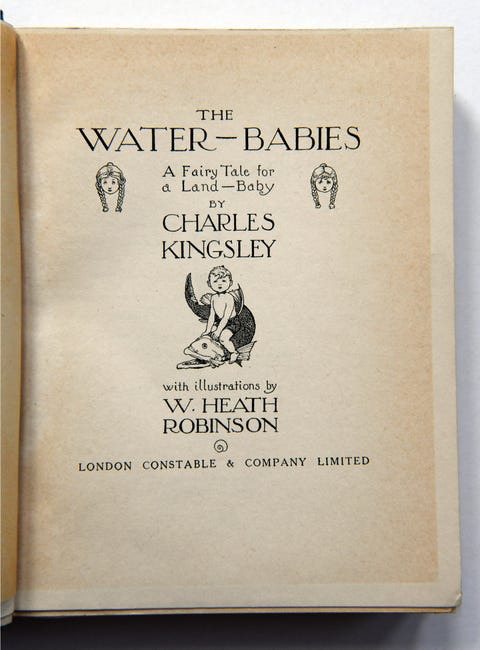 THE
WATER—BABIES
A Fairy Tale for
a Land—Baby
BY
CHARLES
KINGSLEY
with illustrations by
W. HEATH
ROBINSON
LONDON CONSTABLE & COMPANY LIMITED